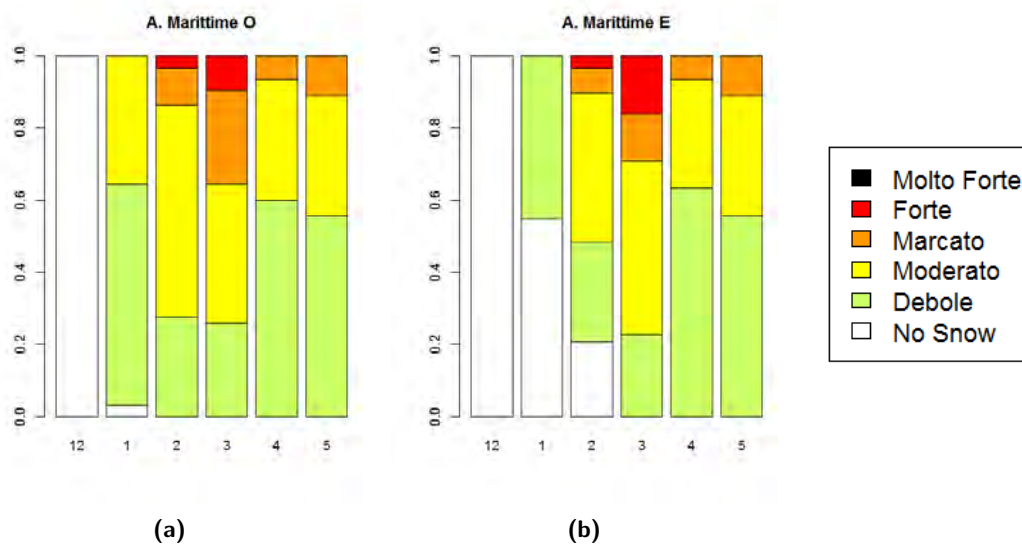 A. Marittime O
1.0
0.8
0.6
0.4
0.2
0.0
12 1 2 3 4 5
(a)
A. Marittime E
1.0
0.8
0.6
0.4
0.2
0.0
12 1 2 3 4 5
(b)
Molto Forte
Forte
Marcato
Moderato
Debole
No Snow